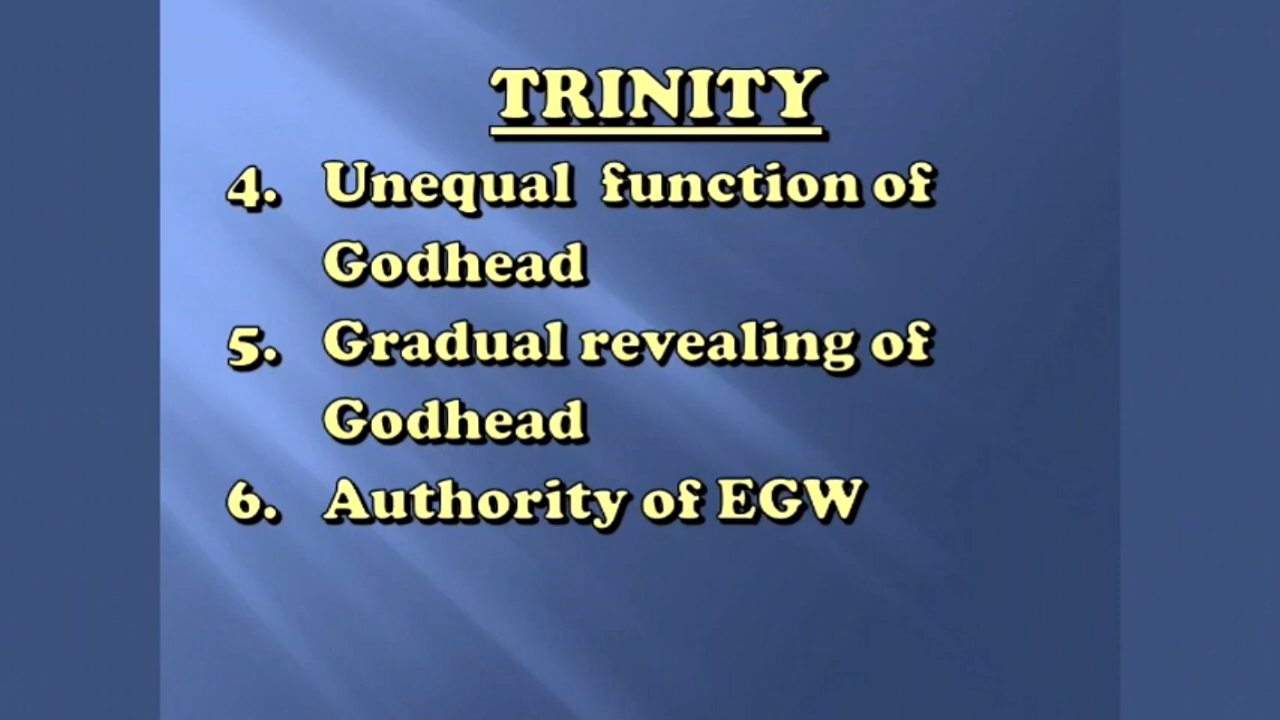 TRINITY
4. Unequal function of
Godhead
5. Gradual revealing of
Godhead
6. Authority of EGW